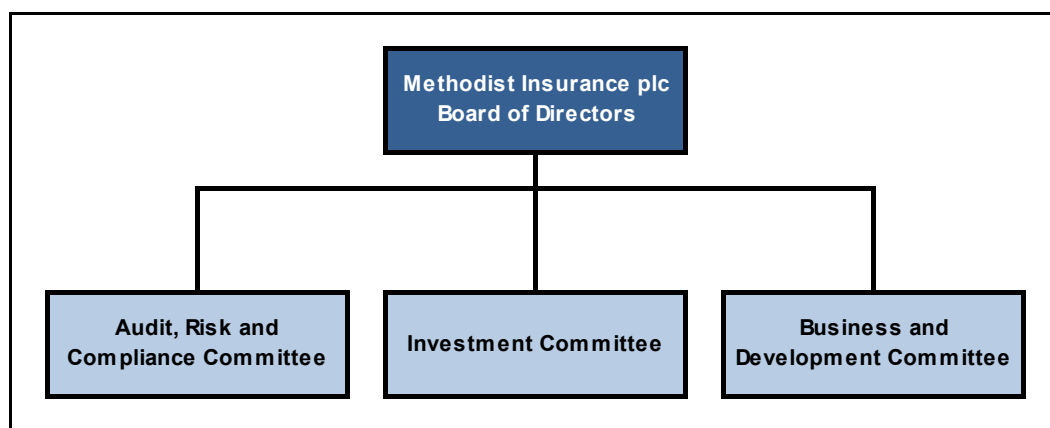 Methodist Insurance plc
Board of Directors
Audit, Risk and
Compliance Committee
Investment Committee
Business and
Development Committee